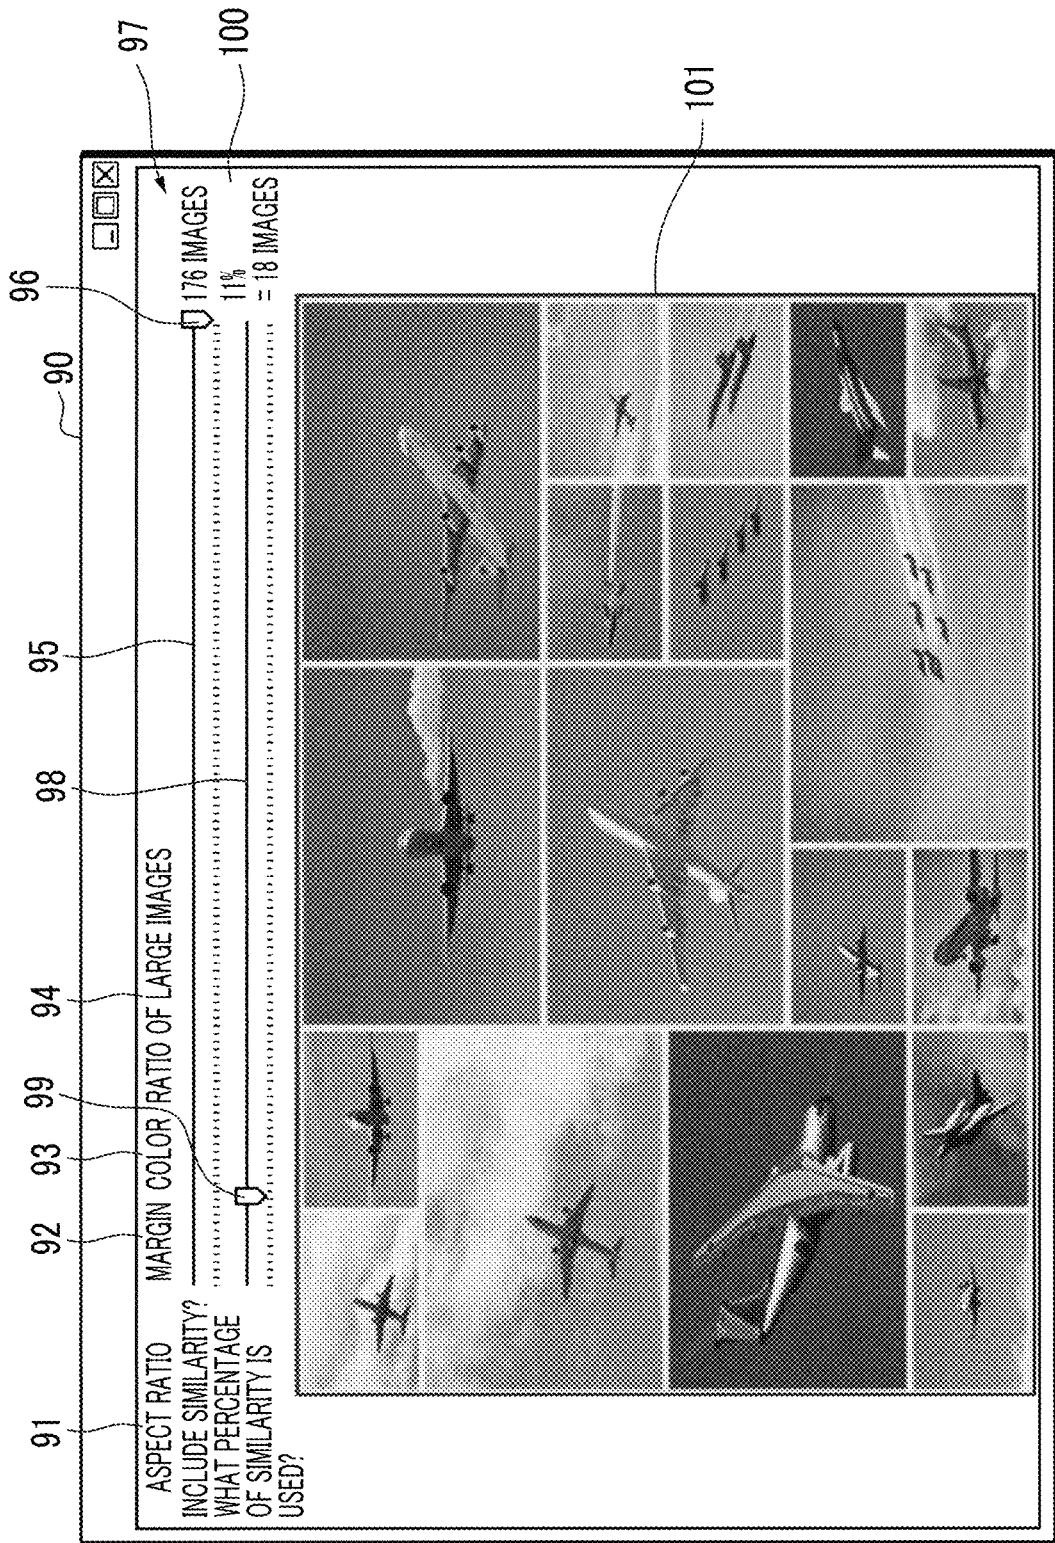 90
91
92
93
94
95
96
97
98
99
100
101
ASPECT RATIO MARGIN COLOR RATIO OF LARGE IMAGES
INCLUDE SIMILARITY? 176 IMAGES
WHAT PERCENTAGE 11%
OF SIMILARITY IS = 18 IMAGES
USED?